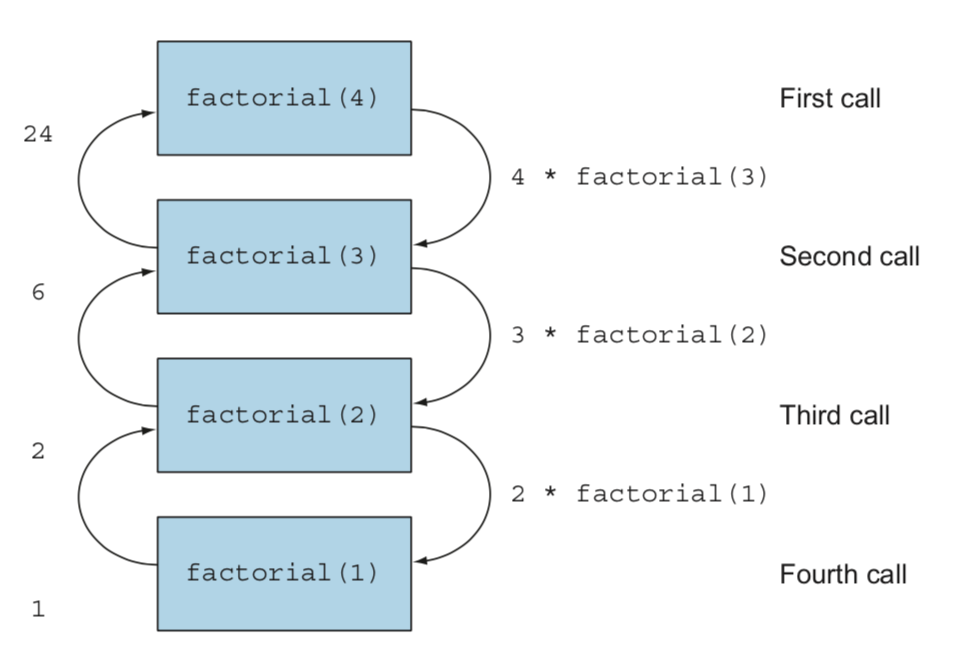 factorial(4)
First call
24
4 * factorial(3)
factorial(3)
Second call
6
3 * factorial(2)
factorial(2)
Third call
2
2 * factorial(1)
factorial(1)
Fourth call
1